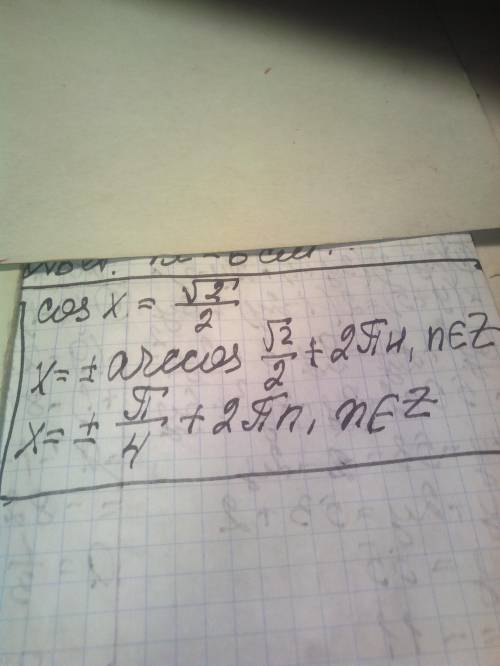 cos x = √2/2
x = ± arccos √2/2 + 2πn, n∈Z
x = ± π/4 + 2πn, n∈Z